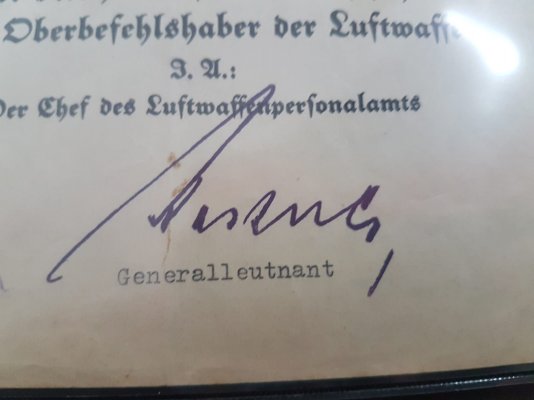 Oberbefehlshaber der Luftwaffe
J. A.:
Der Chef des Luftwaffenpersonalamts
Generalleutnant